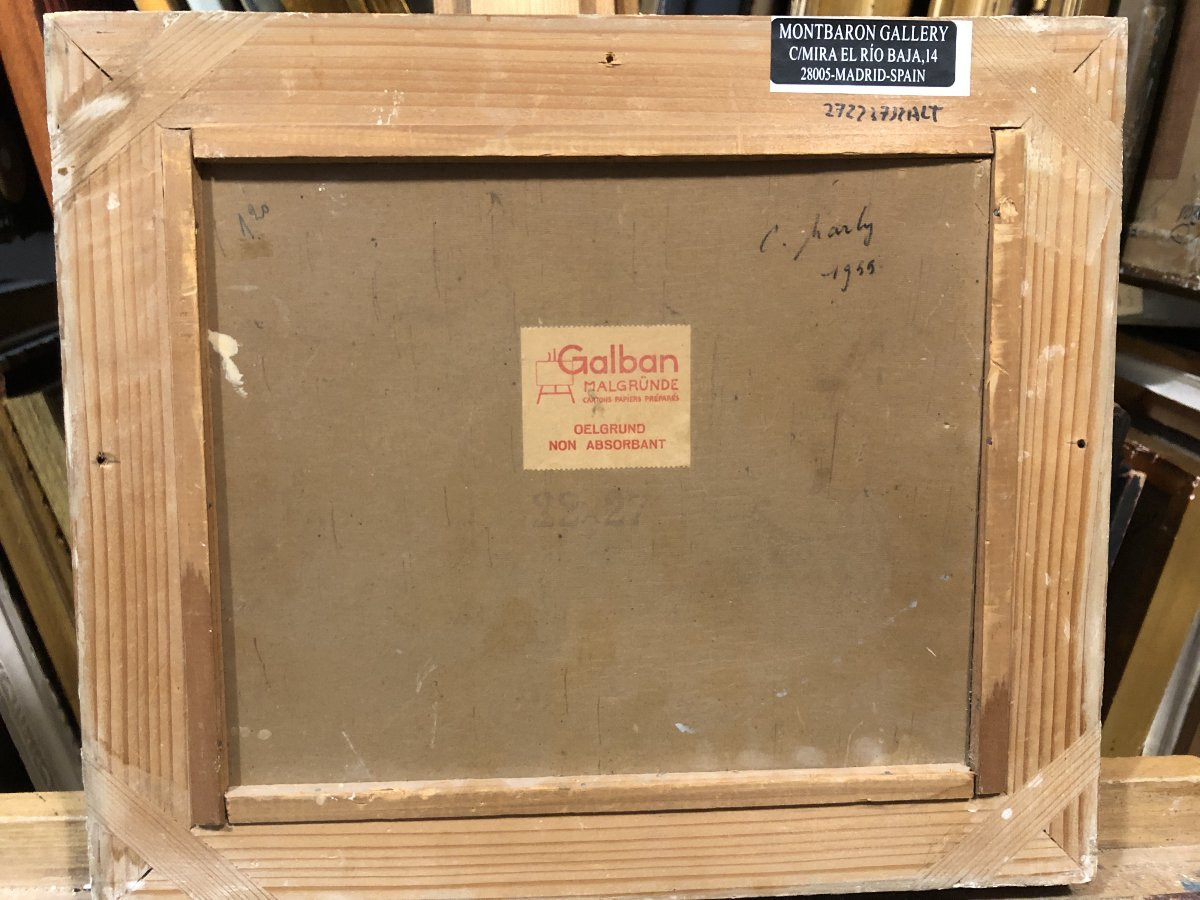 MONTBARON GALLERY
C/MIRA EL RÍO BAJA,14
28005-MADRID-SPAIN
1955
Galban
MALGRÜNDE
CARTONS PAPIERS PRÉPARÉS
OELGRUND
NON ABSORBANT
22x27